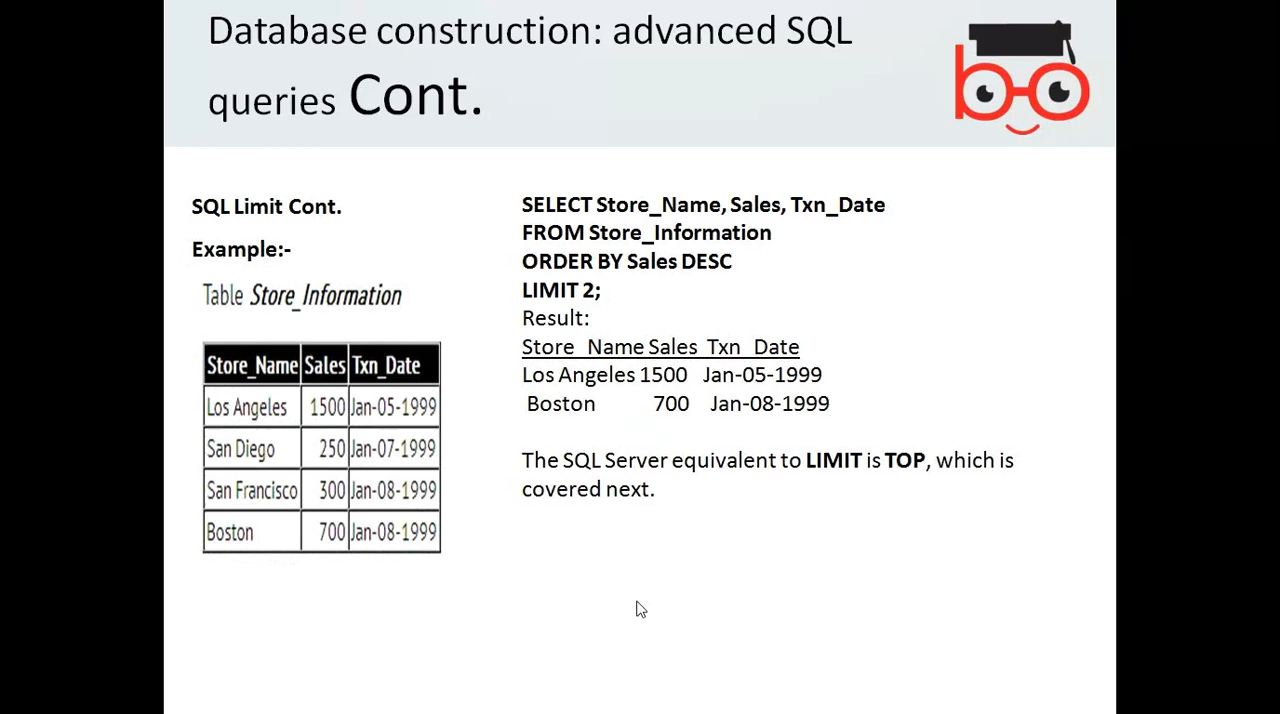 Database construction: advanced SQL
queries Cont.
SQL Limit Cont.
Example:-
Table Store_Information
Store_Name Sales Txn_Date
Los Angeles 1500 Jan-05-1999
San Diego 250 Jan-07-1999
San Francisco 300 Jan-08-1999
Boston 700 Jan-08-1999
SELECT Store_Name, Sales, Txn_Date
FROM Store_Information
ORDER BY Sales DESC
LIMIT 2;
Result:
Store_Name Sales Txn_Date
Los Angeles 1500 Jan-05-1999
Boston 700 Jan-08-1999
The SQL Server equivalent to LIMIT is TOP, which is
covered next.